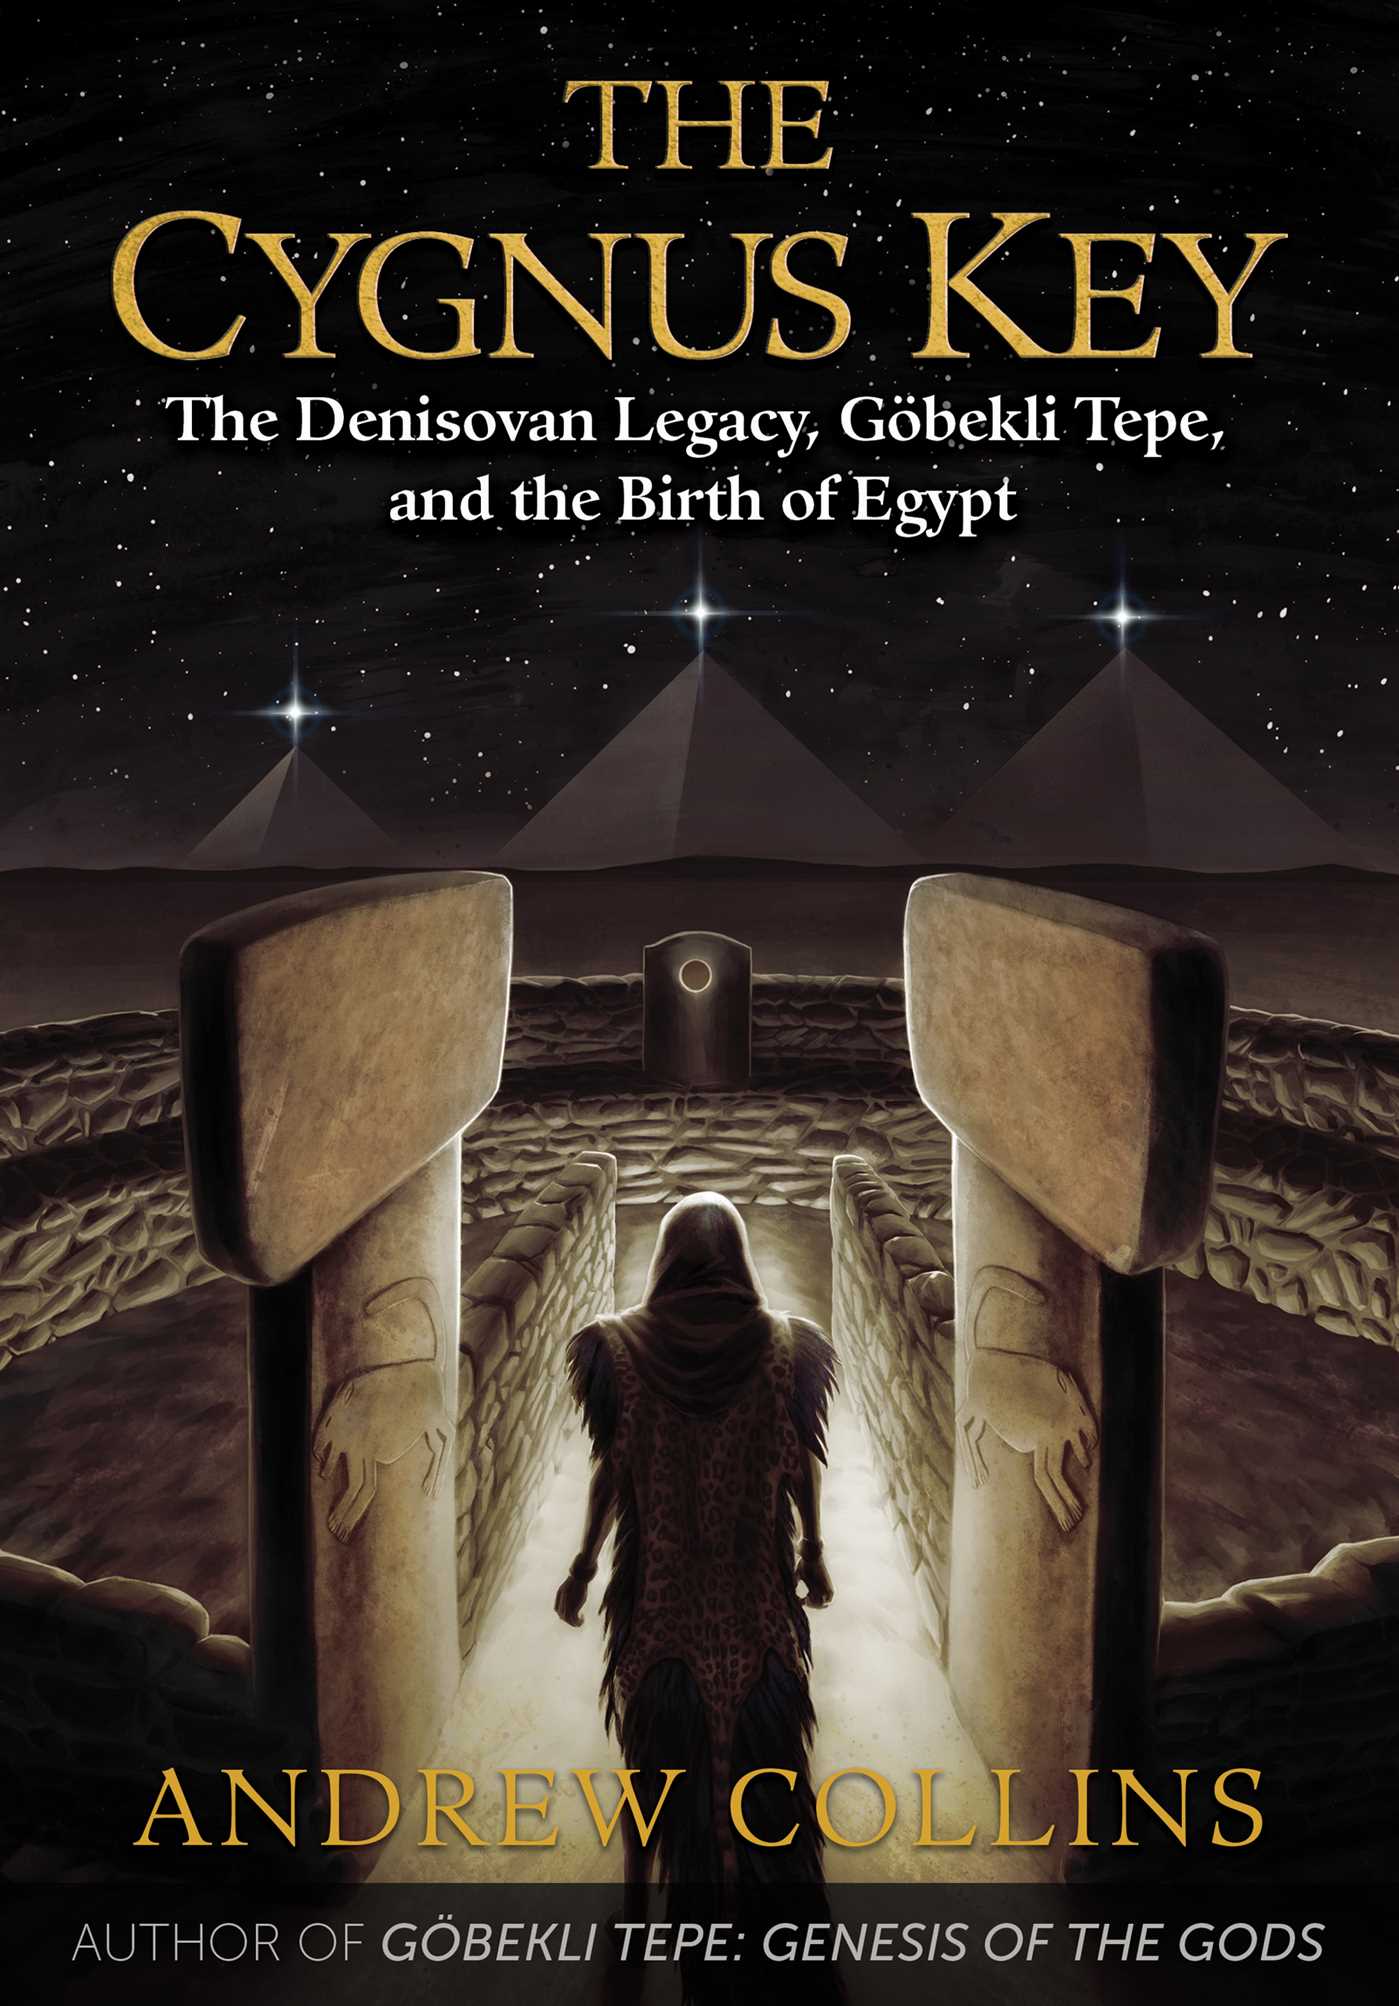 THE
CYGNUS KEY
The Denisovan Legacy, Göbekli Tepe,
and the Birth of Egypt
ANDREW COLLINS
AUTHOR OF GÖBEKLI TEPE: GENESIS OF THE GODS